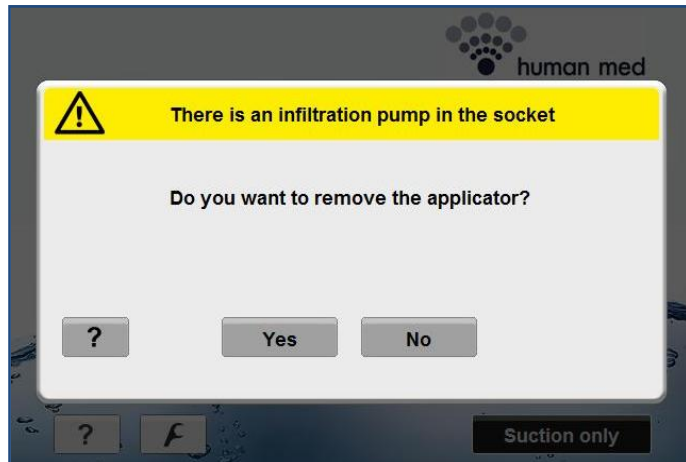 human med
There is an infiltration pump in the socket
Do you want to remove the applicator?
? Yes No
? Suction only